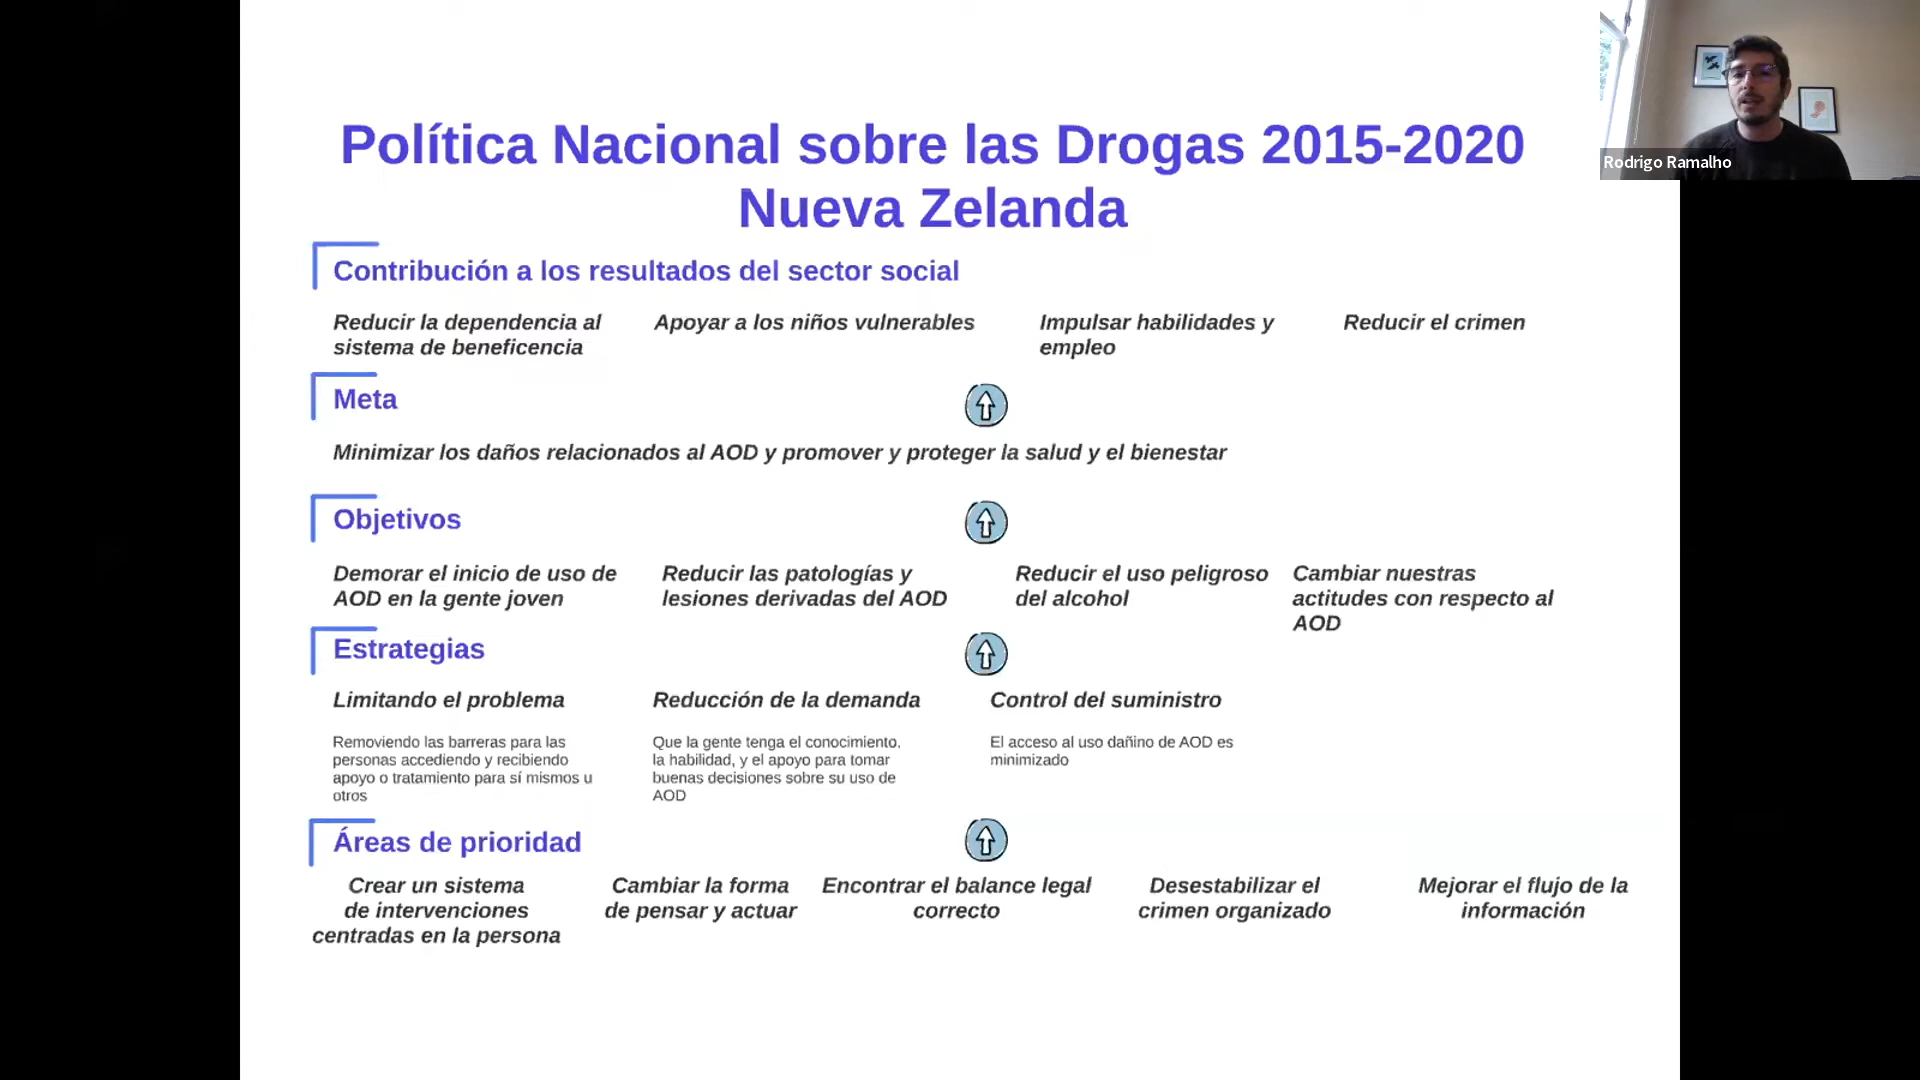 Política Nacional sobre las Drogas 2015-2020
Nueva Zelanda
Rodrigo Ramalho
Contribución a los resultados del sector social
Reducir la dependencia al
sistema de beneficencia
Apoyar a los niños vulnerables
Impulsar habilidades y
empleo
Reducir el crimen
Meta
Minimizar los daños relacionados al AOD y promover y proteger la salud y el bienestar
Objetivos
Demorar el inicio de uso de
AOD en la gente joven
Reducir las patologías y
lesiones derivadas del AOD
Reducir el uso peligroso
del alcohol
Cambiar nuestras
actitudes con respecto al
AOD
Estrategias
Limitando el problema
Removiendo las barreras para las
personas accediendo y recibiendo
apoyo o tratamiento para sí mismos u
otros
Reducción de la demanda
Que la gente tenga el conocimiento,
la habilidad, y el apoyo para tomar
buenas decisiones sobre su uso de
AOD
Control del suministro
El acceso al uso dañino de AOD es
minimizado
Áreas de prioridad
Crear un sistema
de intervenciones
centradas en la persona
Cambiar la forma
de pensar y actuar
Encontrar el balance legal
correcto
Desestabilizar el
crimen organizado
Mejorar el flujo de la
información